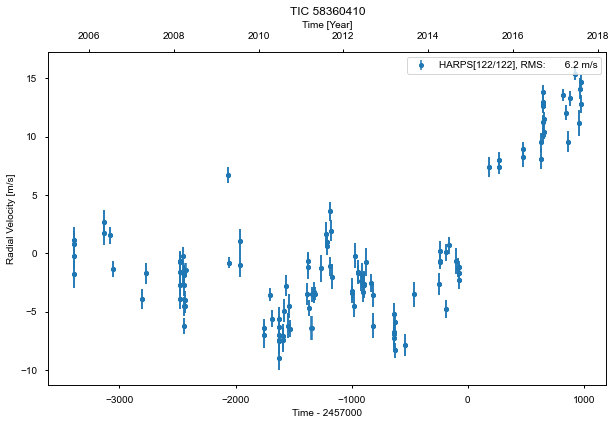 TIC 58360410
Time [Year]
2006 2008 2010 2012 2014 2016 2018
HARPS[122/122], RMS: 6.2 m/s
15
10
5
0
−5
−10
Radial Velocity [m/s]
−3000 −2000 −1000 0 1000
Time - 2457000